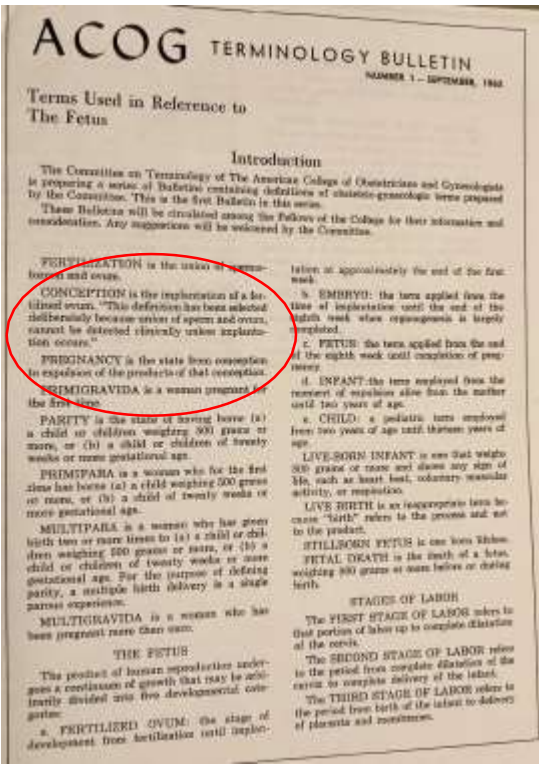 ACOG TERMINOLOGY BULLETIN
NUMBER 1 – SEPTEMBER, 1965
Terms Used in Reference to
The Fetus
Introduction
The Committee on Terminology of The American College of Obstetricians and Gynecologists
is preparing a series of Bulletins containing definitions of obstetric-gynecologic terms prepared
by the Committee. This is the first Bulletin in this series.
These Bulletins will be circulated among the Fellows of the College for their information and
consideration. Any suggestions will be welcomed by the Committee.
FERTILIZATION is the union of sperma-
tozoon and ovum.
CONCEPTION is the implantation of a fer-
tilized ovum. "This definition has been selected
deliberately because union of sperm and ovum,
cannot be detected clinically unless implanta-
tion occurs."
PREGNANCY is the state from conception
to expulsion of the products of that conception.
PRIMIGRAVIDA is a woman pregnant for
the first time.
PARITY is the state of having borne (a)
a child or children weighing 500 grams or
more, or (b) a child or children of twenty
weeks or more gestational age.
PRIMIPARA is a woman who for the first
time has borne (a) a child weighing 500 grams
or more, or (b) a child of twenty weeks or
more gestational age.
MULTIPARA is a woman who has given
birth two or more times to (a) a child or chil-
dren weighing 500 grams or more, or (b) a
child or children of twenty weeks or more
gestational age. For the purpose of defining
parity, a multiple birth delivery is a single
parous experience.
MULTIGRAVIDA is a woman who has
been pregnant more than once.
THE FETUS
The product of human reproduction under-
goes a continuum of growth that may be arbi-
trarily divided into five developmental cate-
gories:
a. FERTILIZED OVUM: the stage of
development from fertilization until implan-
tation at approximately the end of the first
week.
b. EMBRYO: the term applied from the
time of implantation until the end of the
eighth week when organogenesis is largely
completed.
c. FETUS: the term applied from the end
of the eighth week until completion of preg-
nancy.
d. INFANT: the term employed from the
moment of expulsion alive from the mother
until two years of age.
e. CHILD: a pediatric term employed
from two years of age until thirteen years of
age.
LIVE-BORN INFANT is one that weighs
500 grams or more and shows any sign of
life, such as heart beat, voluntary muscular
activity, or respiration.
LIVE BIRTH is an inappropriate term be-
cause "birth" refers to the process and not
to the product.
STILLBORN FETUS is one born lifeless.
FETAL DEATH is the death of a fetus,
weighing 500 grams or more before or during
birth.
STAGES OF LABOR
The FIRST STAGE OF LABOR refers to
that portion of labor up to complete dilatation
of the cervix.
The SECOND STAGE OF LABOR refers
to the period from complete dilatation of the
cervix to complete delivery of the infant.
The THIRD STAGE OF LABOR refers to
the period from birth of the infant to delivery
of placenta and membranes.